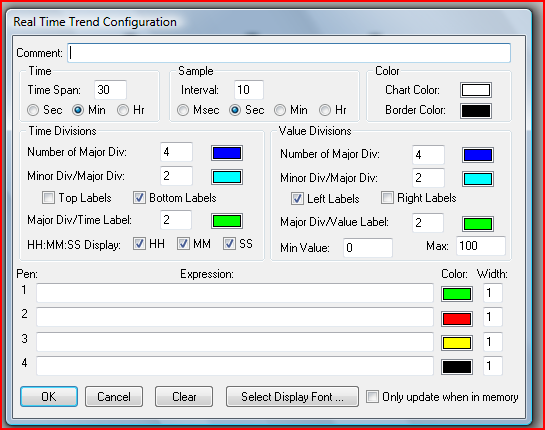 Real Time Trend Configuration
Comment:
Time Sample Color
Time Span: 30 Interval: 10 Chart Color:
Sec Min Hr Msec Sec Min Hr Border Color:
Time Divisions Value Divisions
Number of Major Div: 4 Number of Major Div: 4
Minor Div/Major Div: 2 Minor Div/Major Div: 2
Top Labels Bottom Labels Left Labels Right Labels
Major Div/Time Label: 2 Major Div/Value Label: 2
HH:MM:SS Display: HH MM SS Min Value: 0 Max: 100
Pen: Expression: Color: Width:
1 1
2 1
3 1
4 1
OK Cancel Clear Select Display Font ... Only update when in memory